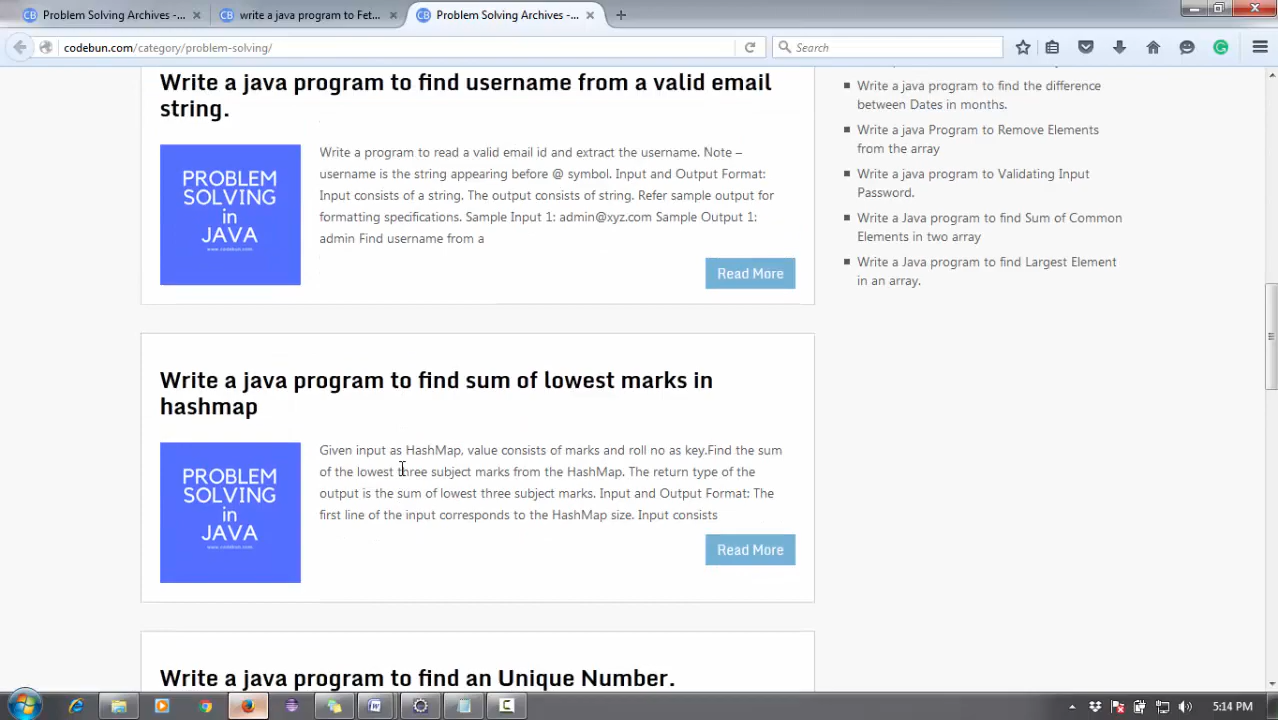 Problem Solving Archives -...
write a java program to Fet...
Problem Solving Archives -...
codebun.com/category/problem-solving/
Search
Write a java program to find username from a valid email
string.
PROBLEM
SOLVING
in
JAVA
www.codebun.com
Write a program to read a valid email id and extract the username. Note –
username is the string appearing before @ symbol. Input and Output Format:
Input consists of a string. The output consists of string. Refer sample output for
formatting specifications. Sample Input 1: admin@xyz.com Sample Output 1:
admin Find username from a
Read More
Write a java program to find sum of lowest marks in
hashmap
PROBLEM
SOLVING
in
JAVA
www.codebun.com
Given input as HashMap, value consists of marks and roll no as key.Find the sum
of the lowest three subject marks from the HashMap. The return type of the
output is the sum of lowest three subject marks. Input and Output Format: The
first line of the input corresponds to the HashMap size. Input consists
Read More
Write a java program to find an Unique Number.
Write a java program to find the difference
between Dates in months.
Write a java Program to Remove Elements
from the array
Write a java program to Validating Input
Password.
Write a Java program to find Sum of Common
Elements in two array
Write a Java program to find Largest Element
in an array.
5:14 PM